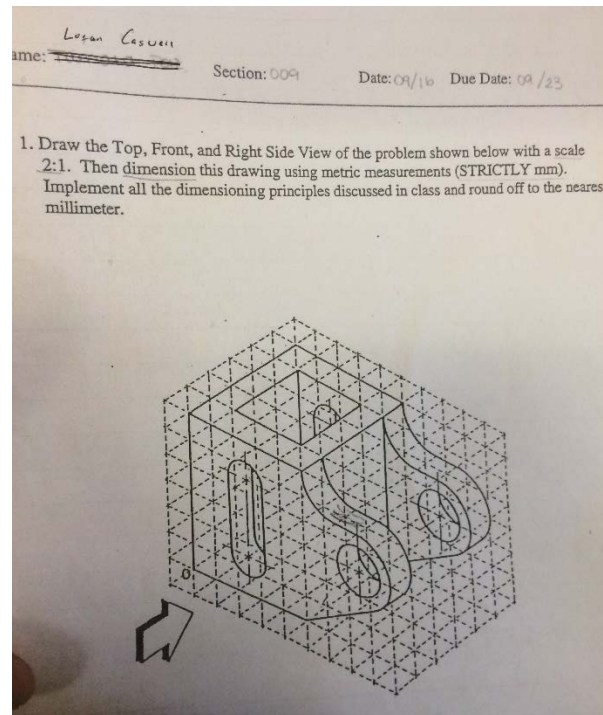 Logan Caswell
ame:
Section: 009 Date: 09/16 Due Date: 09/23
1. Draw the Top, Front, and Right Side View of the problem shown below with a scale
2:1. Then dimension this drawing using metric measurements (STRICTLY mm).
Implement all the dimensioning principles discussed in class and round off to the neares
millimeter.
O